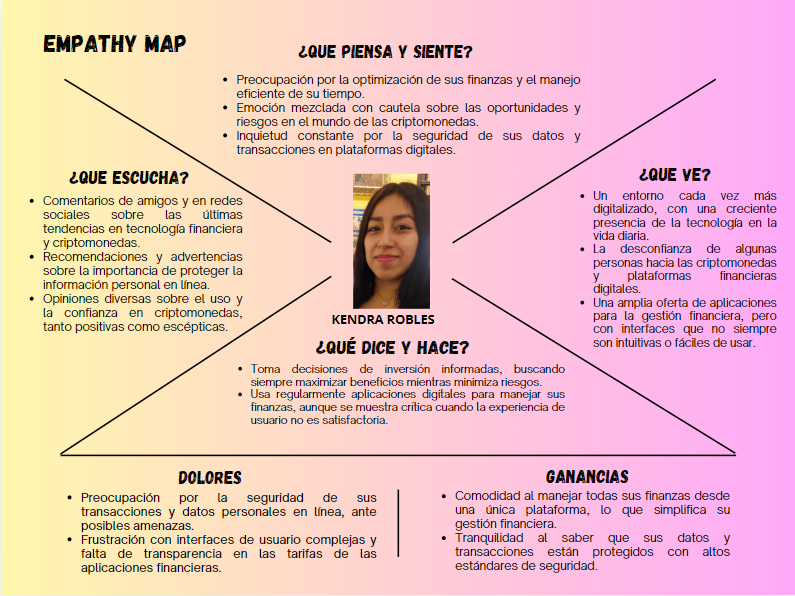 EMPATHY MAP
¿QUE PIENSA Y SIENTE?
• Preocupación por la optimización de sus finanzas y el manejo
eficiente de su tiempo.
• Emoción mezclada con cautela sobre las oportunidades y
riesgos en el mundo de las criptomonedas.
• Inquietud constante por la seguridad de sus datos y
transacciones en plataformas digitales.
¿QUE ESCUCHA?
• Comentarios de amigos y en redes
sociales sobre las últimas
tendencias en tecnología financiera
y criptomonedas.
• Recomendaciones y advertencias
sobre la importancia de proteger la
información personal en línea.
• Opiniones diversas sobre el uso y
la confianza en criptomonedas,
tanto positivas como escépticas.
¿QUE VE?
• Un entorno cada vez más
digitalizado, con una creciente
presencia de la tecnología en la
vida diaria.
• La desconfianza de algunas
personas hacia las criptomonedas
y plataformas financieras
digitales.
• Una amplia oferta de aplicaciones
para la gestión financiera, pero
con interfaces que no siempre
son intuitivas o fáciles de usar.
KENDRA ROBLES
¿QUÉ DICE Y HACE?
• Toma decisiones de inversión informadas, buscando
siempre maximizar beneficios mientras minimiza riesgos.
• Usa regularmente aplicaciones digitales para manejar sus
finanzas, aunque se muestra crítica cuando la experiencia de
usuario no es satisfactoria.
DOLORES
• Preocupación por la seguridad de sus
transacciones y datos personales en línea, ante
posibles amenazas.
• Frustración con interfaces de usuario complejas y
falta de transparencia en las tarifas de las
aplicaciones financieras.
GANANCIAS
• Comodidad al manejar todas sus finanzas desde
una única plataforma, lo que simplifica su
gestión financiera.
• Tranquilidad al saber que sus datos y
transacciones están protegidos con altos
estándares de seguridad.